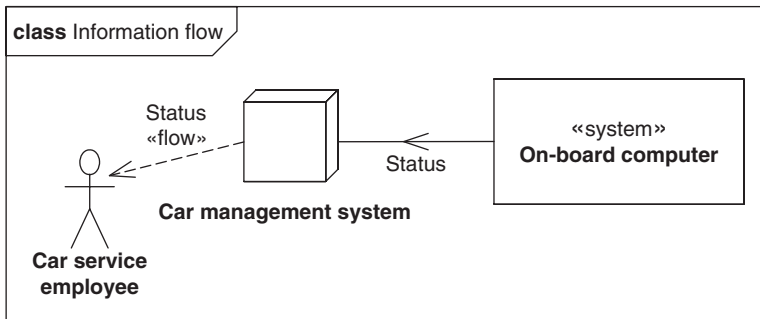 class Information flow
Status
«flow»
Status
«system»
On-board computer
Car management system
Car service
employee